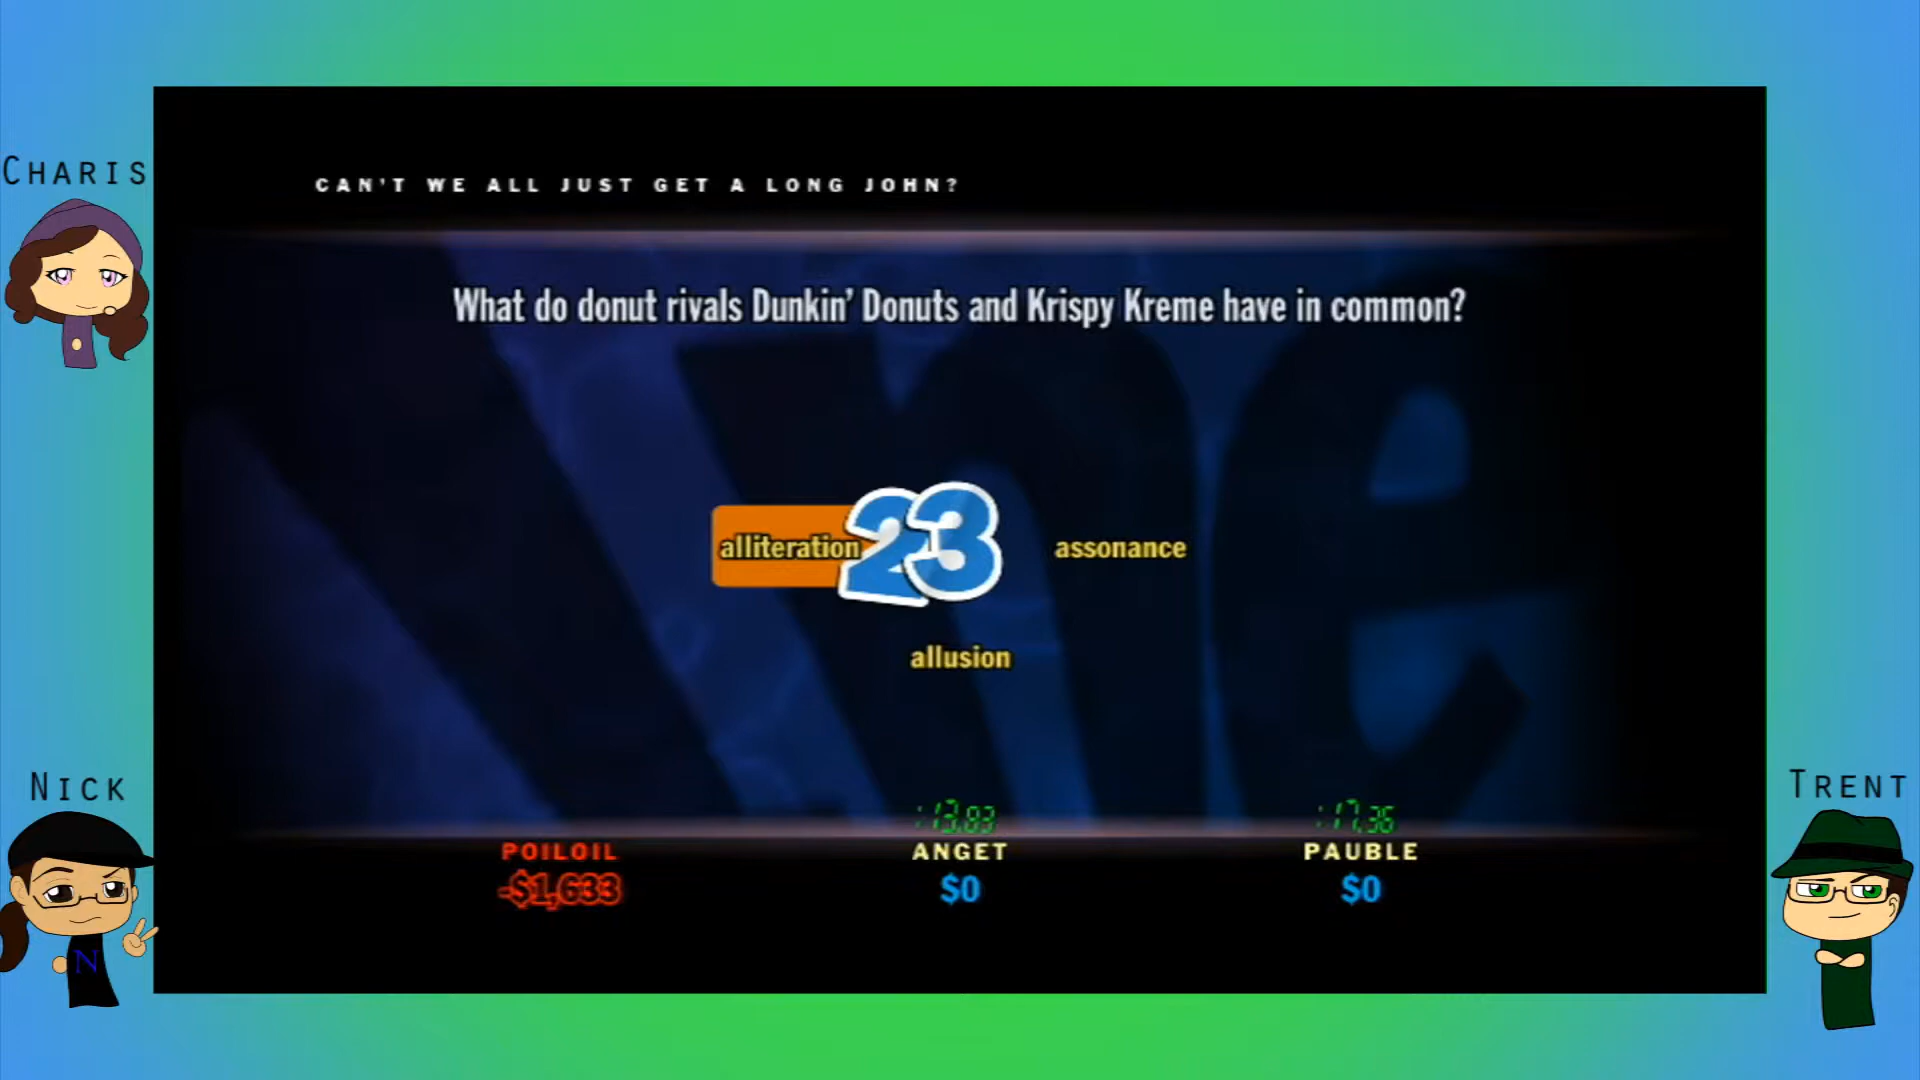 CHARIS
CAN'T WE ALL JUST GET A LONG JOHN?
What do donut rivals Dunkin' Donuts and Krispy Kreme have in common?
alliteration 23 assonance
allusion
NICK
TRENT
:13.83 :17.36
POILOIL ANGET PAUBLE
-$1,633 $0 $0
N